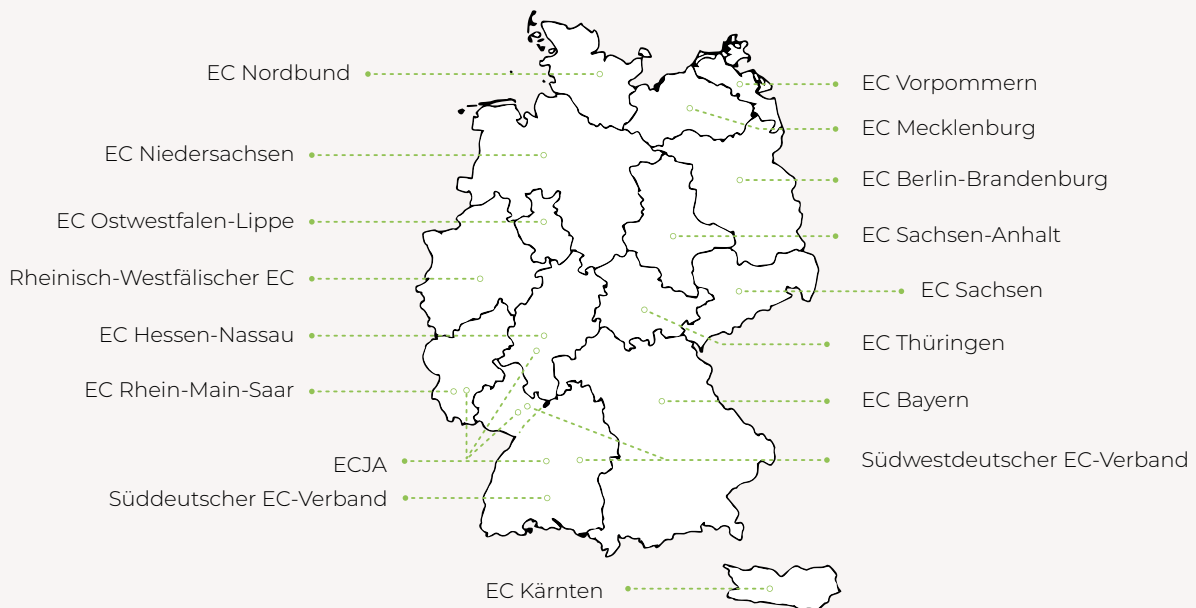 EC Nordbund
EC Niedersachsen
EC Ostwestfalen-Lippe
Rheinisch-Westfälischer EC
EC Hessen-Nassau
EC Rhein-Main-Saar
ECJA
Süddeutscher EC-Verband
EC Vorpommern
EC Mecklenburg
EC Berlin-Brandenburg
EC Sachsen-Anhalt
EC Sachsen
EC Thüringen
EC Bayern
Südwestdeutscher EC-Verband
EC Kärnten